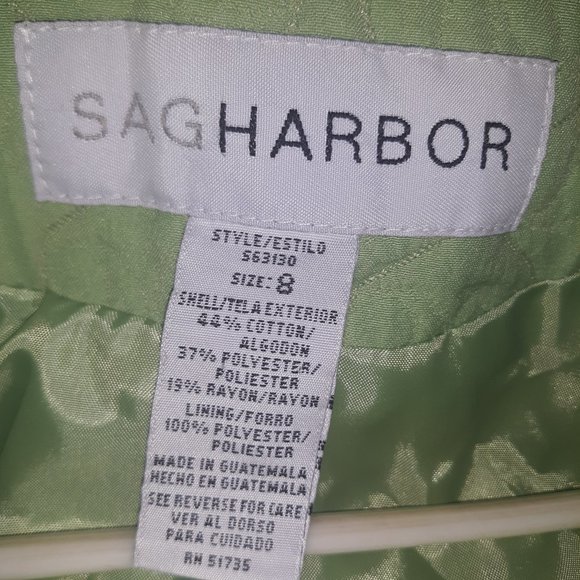 SAGHARBOR
STYLE/ESTILO
S63130
SIZE: 8
SHELL/TELA EXTERIOR
44% COTTON/
ALGODON
37% POLYESTER/
POLIESTER
19% RAYON/RAYON
LINING/FORRO
100% POLYESTER/
POLIESTER
MADE IN GUATEMALA
HECHO EN GUATEMALA
SEE REVERSE FOR CARE
VER AL DORSO
PARA CUIDADO
RN 51735